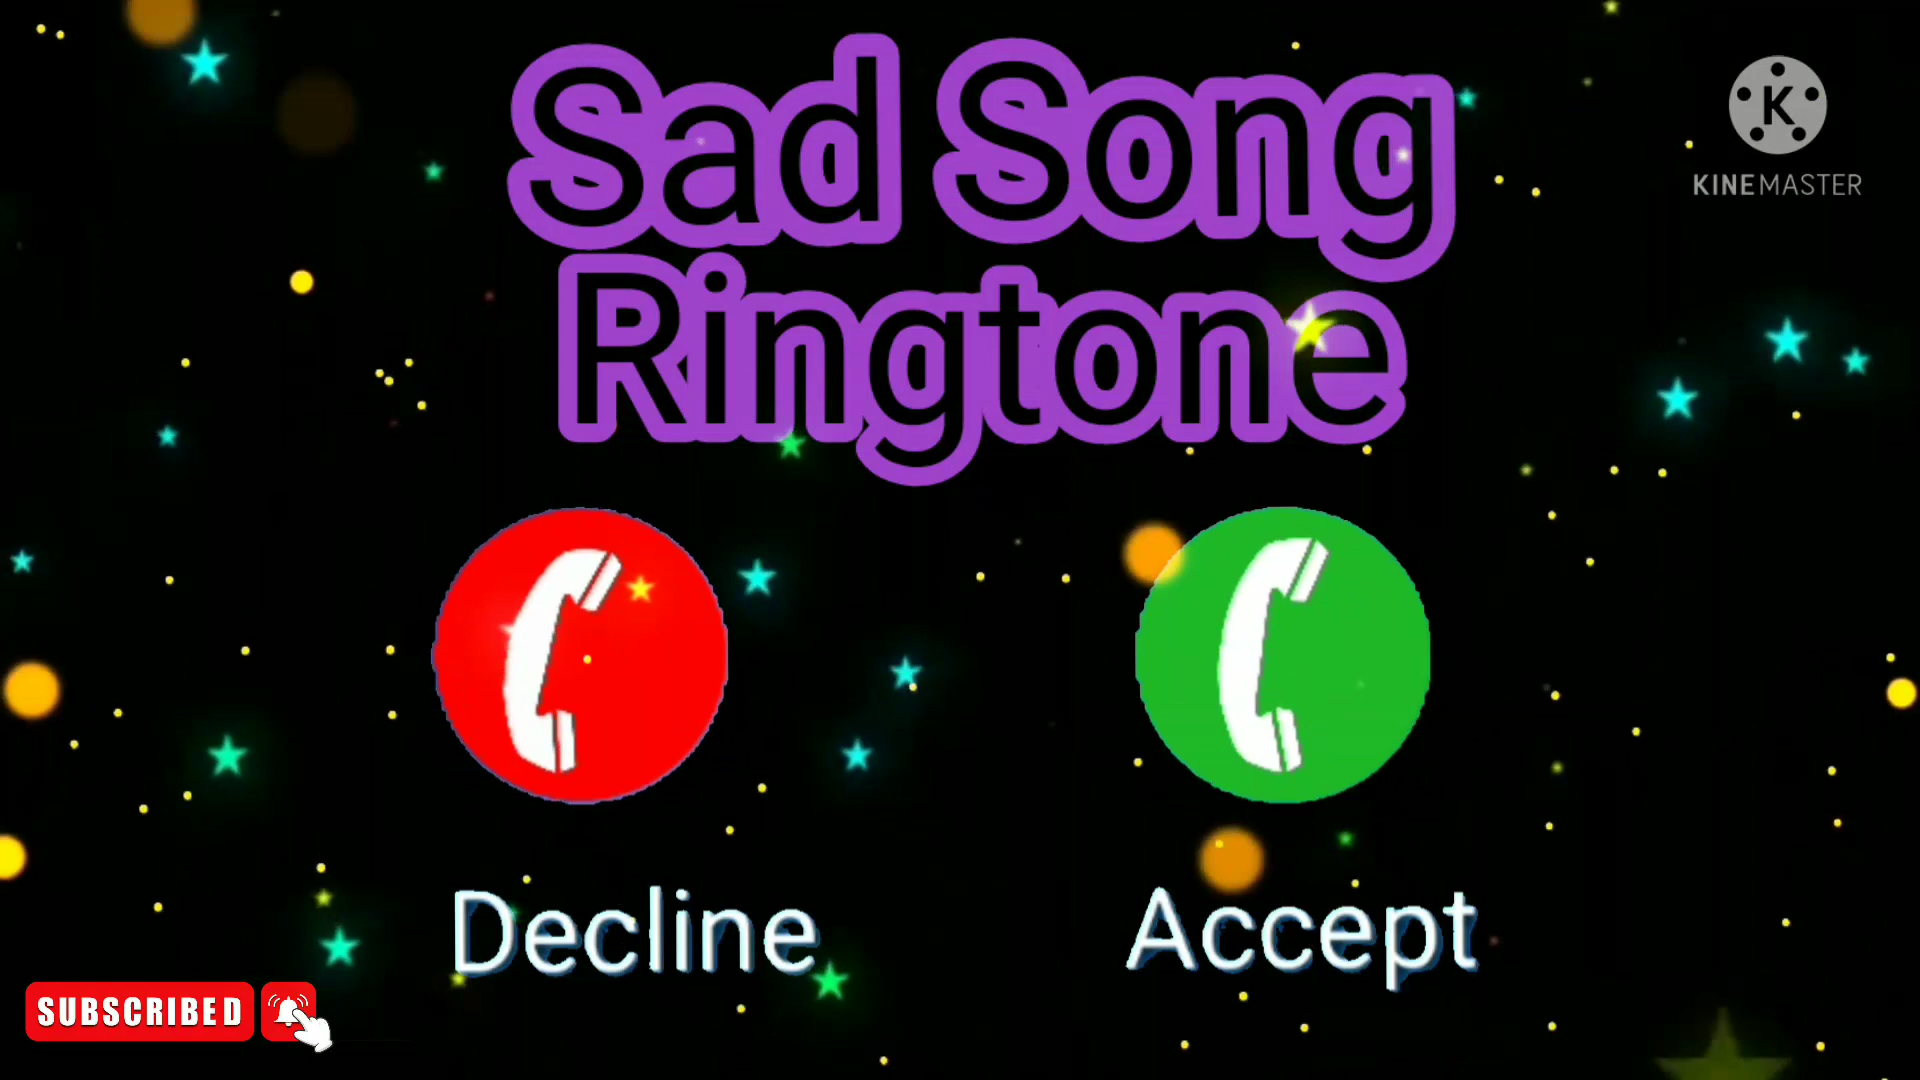 Sad Song
Ringtone
K
KINEMASTER
Decline
Accept
SUBSCRIBED